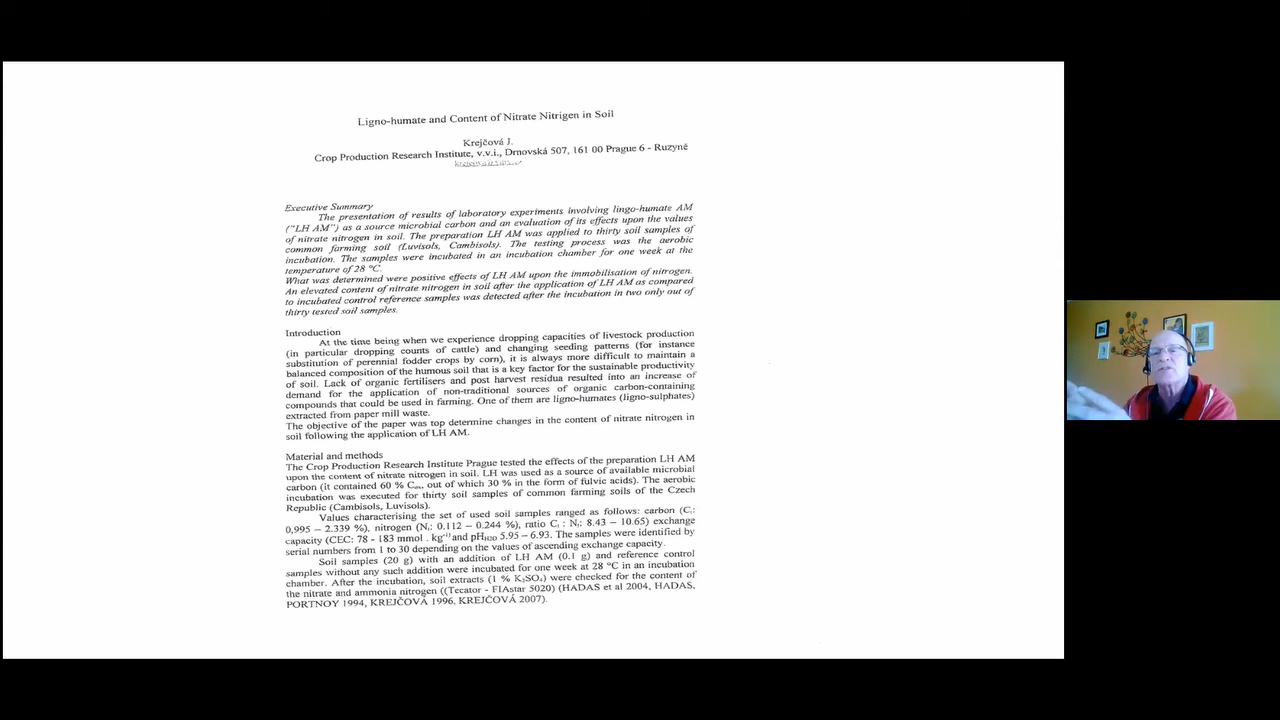 Ligno-humate and Content of Nitrate Nitrigen in Soil
Krejčová J.
Crop Production Research Institute, v.v.i., Drnovská 507, 161 00 Prague 6 - Ruzyně
Executive Summary
The presentation of results of laboratory experiments involving lingo-humate AM
("LH AM") as a source microbial carbon and an evaluation of its effects upon the values
of nitrate nitrogen in soil. The preparation LH AM was applied to thirty soil samples of
common farming soil (Luvisols, Cambisols). The testing process was the aerobic
incubation. The samples were incubated in an incubation chamber for one week at the
temperature of 28 °C.
What was determined were positive effects of LH AM upon the immobilisation of nitrogen.
An elevated content of nitrate nitrogen in soil after the application of LH AM as compared
to incubated control reference samples was detected after the incubation in two only out of
thirty tested soil samples.
Introduction
At the time being when we experience dropping capacities of livestock production
(in particular dropping counts of cattle) and changing seeding patterns (for instance
substitution of perennial fodder crops by corn), it is always more difficult to maintain a
balanced composition of the humous soil that is a key factor for the sustainable productivity
of soil. Lack of organic fertilisers and post harvest residua resulted into an increase of
demand for the application of non-traditional sources of organic carbon-containing
compounds that could be used in farming. One of them are ligno-humates (ligno-sulphates)
extracted from paper mill waste.
The objective of the paper was top determine changes in the content of nitrate nitrogen in
soil following the application of LH AM.
Material and methods
The Crop Production Research Institute Prague tested the effects of the preparation LH AM
upon the content of nitrate nitrogen in soil. LH was used as a source of available microbial
carbon (it contained 60 % out of which 30 % in the form of fulvic acids). The aerobic
incubation was executed for thirty soil samples of common farming soils of the Czech
Republic (Cambisols, Luvisols).
Values characterising the set of used soil samples ranged as follows: carbon (Ct:
0,995 – 2.339 %), nitrogen (Nt: 0.112 – 0.244 %), ratio Ct : Nt: 8.43 – 10.65) exchange
capacity (CEC: 78 - 183 mmol . kg-1) and pHH2O 5.95 – 6.93. The samples were identified by
serial numbers from 1 to 30 depending on the values of ascending exchange capacity.
Soil samples (20 g) with an addition of LH AM (0.1 g) and reference control
samples without any such addition were incubated for one week at 28 °C in an incubation
chamber. After the incubation, soil extracts (1 % K2SO4) were checked for the content of
the nitrate and ammonia nitrogen ((Tecator - FIAstar 5020) (HADAS et al 2004, HADAS,
PORTNOY 1994, KREJČOVÁ 1996, KREJČOVÁ 2007).